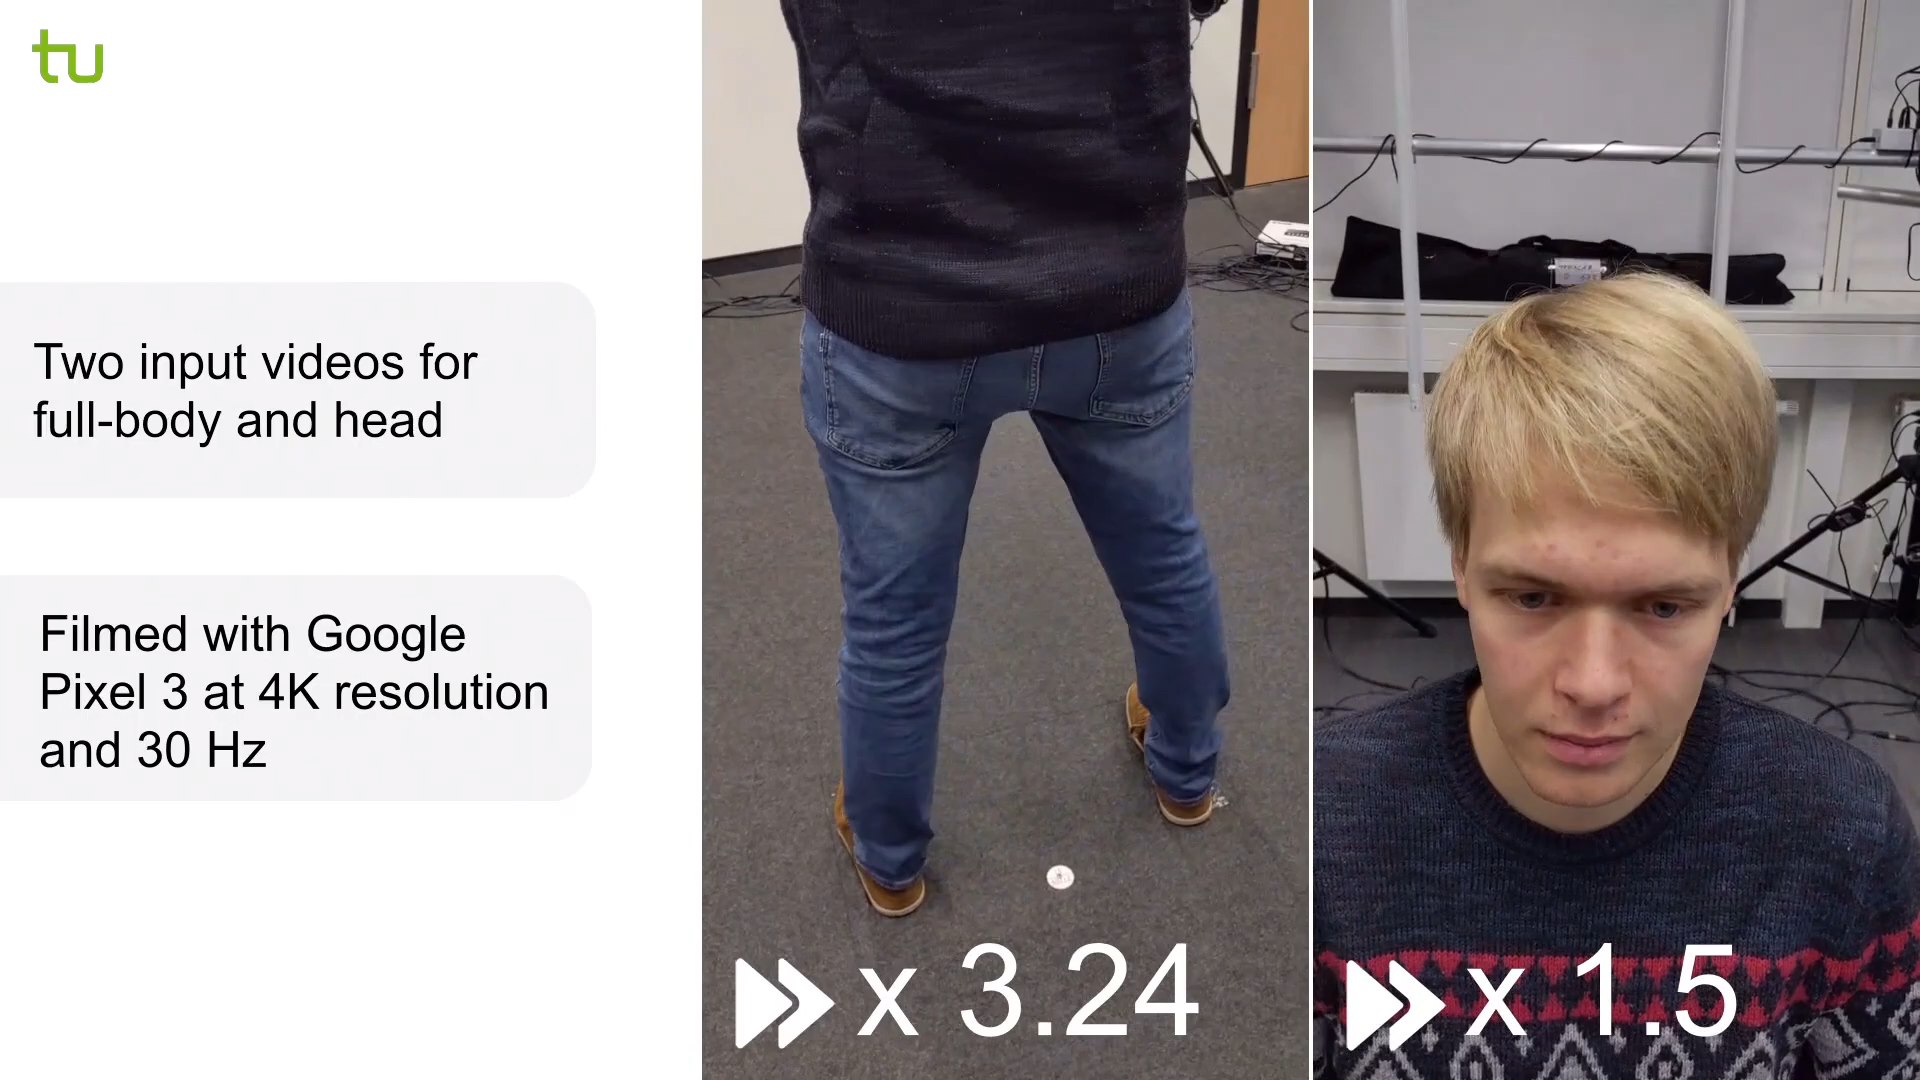 tu
Two input videos for
full-body and head
Filmed with Google
Pixel 3 at 4K resolution
and 30 Hz
x 3.24
x 1.5